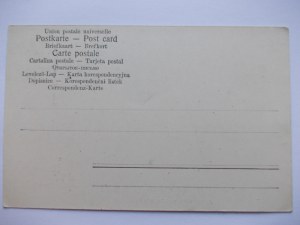 Union postale universelle
Postkarte — Post card
Briefkaart — Brefkort
Carte postale
Cartolina postale — Tarjeta postal
Levelező-Lap — Karta korespondencyjna
Dopisnice — Korespondenční lístek
Correspondenz-Karte